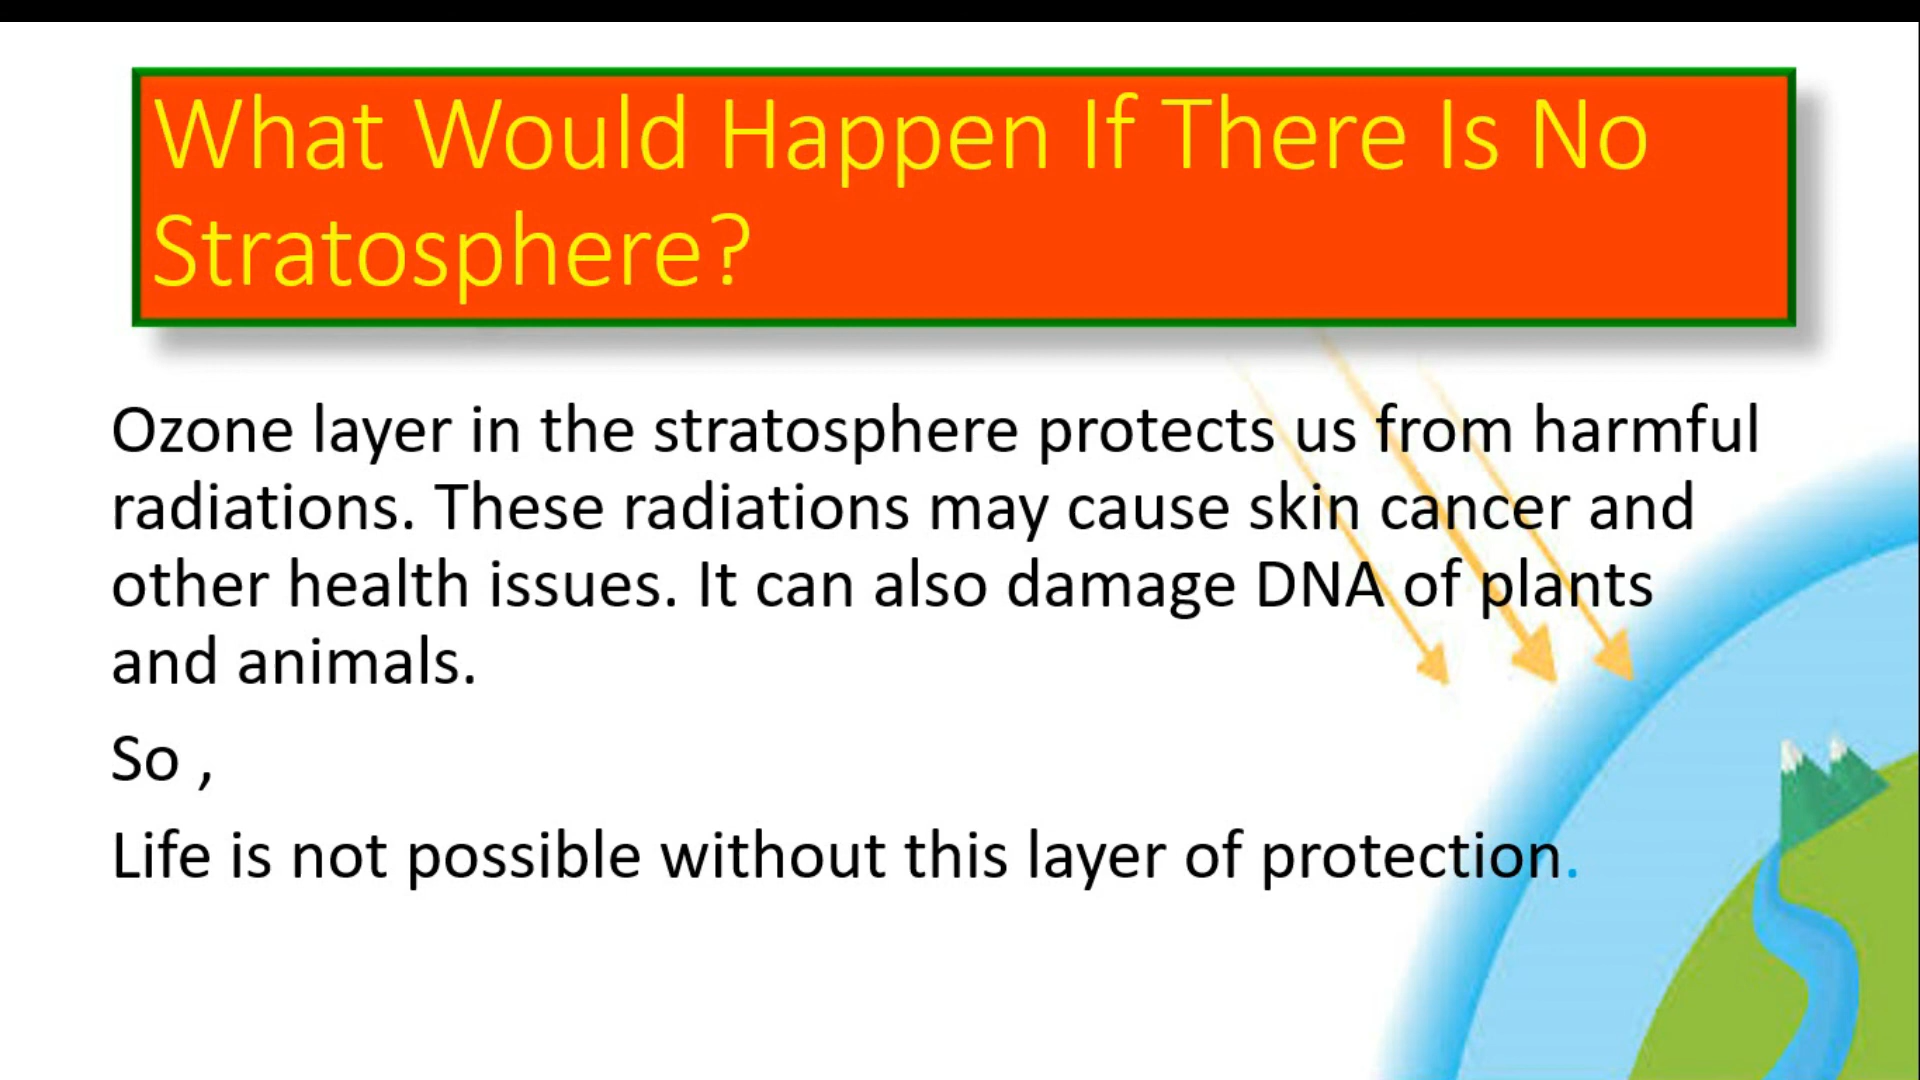 What Would Happen If There Is No
Stratosphere?
Ozone layer in the stratosphere protects us from harmful
radiations. These radiations may cause skin cancer and
other health issues. It can also damage DNA of plants
and animals.
So ,
Life is not possible without this layer of protection.